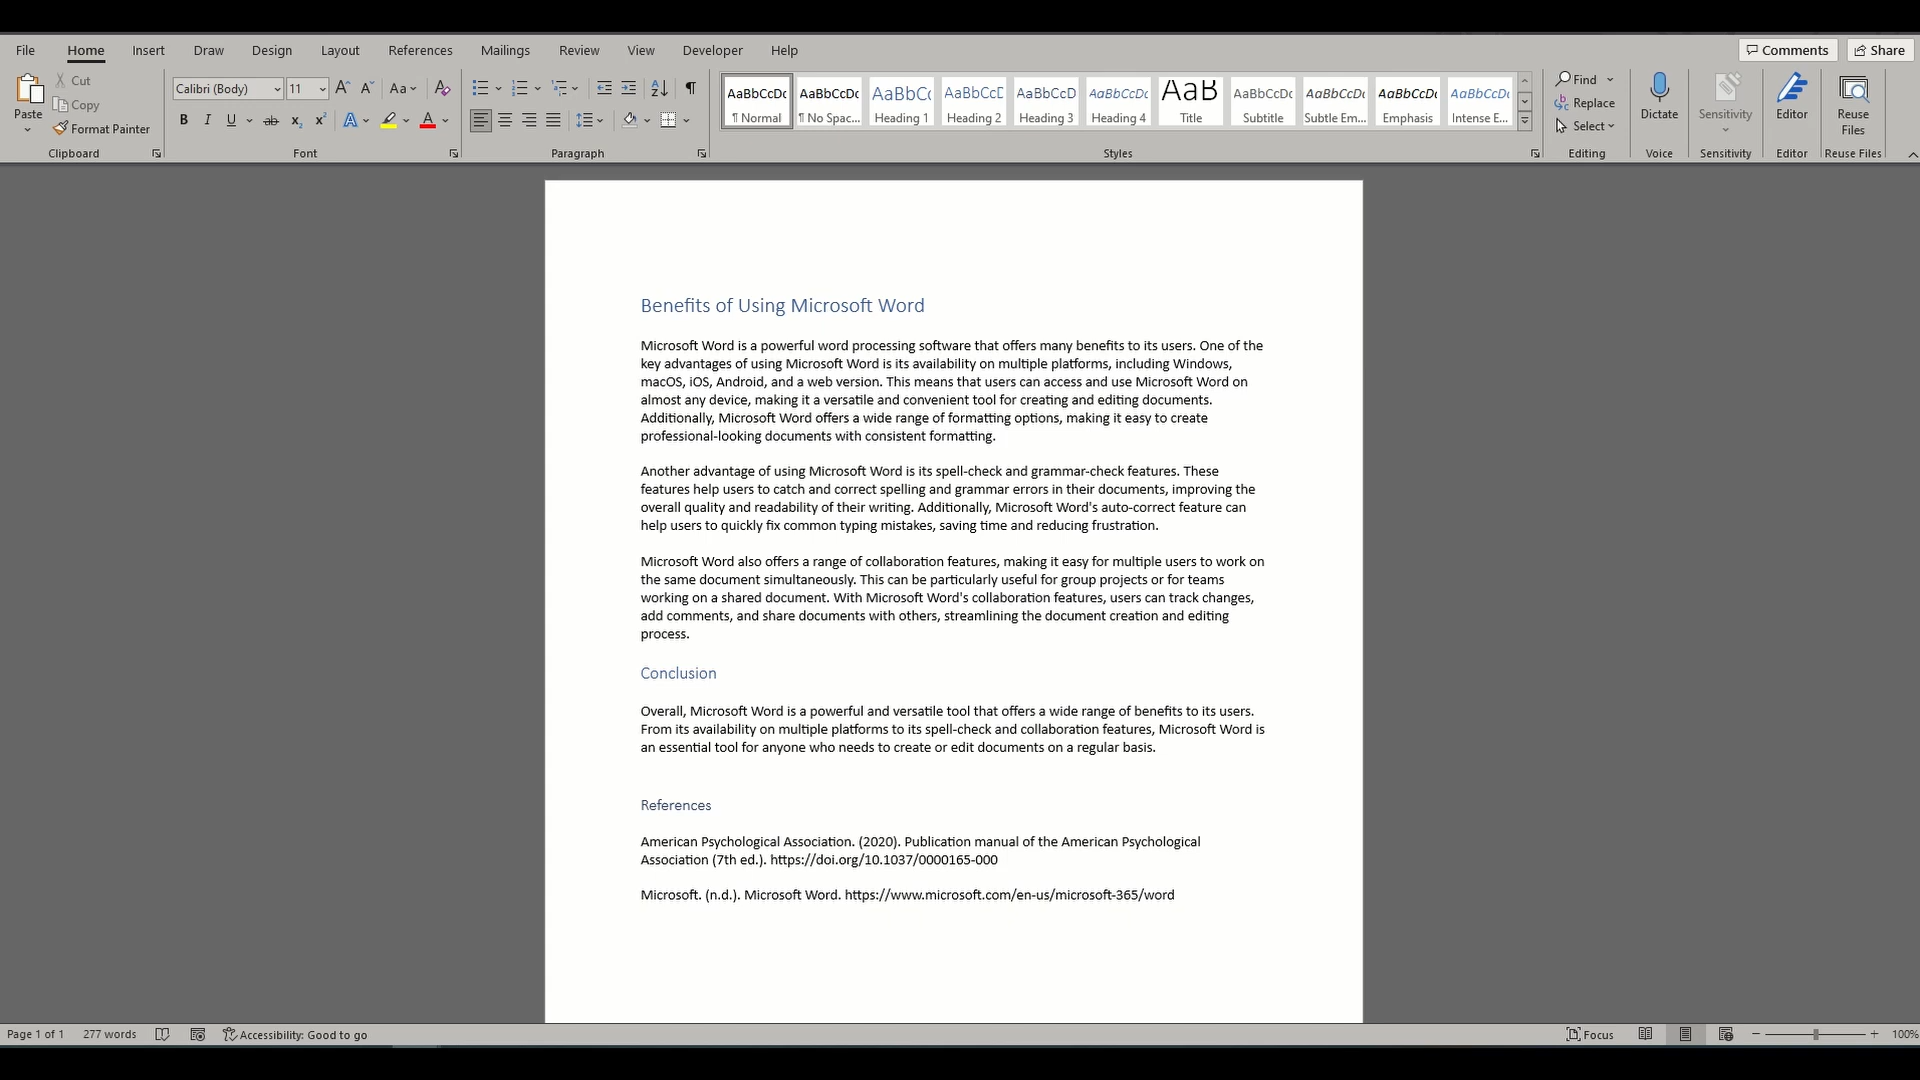 File Home Insert Draw Design Layout References Mailings Review View Developer Help Comments Share
Paste
Cut
Copy
Format Painter
Clipboard
Calibri (Body) 11
Font
Paragraph
AaBbCcDc AaBbCcDc AaBbC AaBbCcD AaBbCcD AaBbCcDc AaB AaBbCcDc AaBbCcDc AaBbCcDc AaBbCcDc
¶ Normal ¶ No Spac... Heading 1 Heading 2 Heading 3 Heading 4 Title Subtitle Subtle Em... Emphasis Intense E...
Styles
Find
Replace
Select
Editing
Dictate
Voice
Sensitivity
Sensitivity
Editor
Editor
Reuse
Files
Reuse Files
Benefits of Using Microsoft Word
Microsoft Word is a powerful word processing software that offers many benefits to its users. One of the
key advantages of using Microsoft Word is its availability on multiple platforms, including Windows,
macOS, iOS, Android, and a web version. This means that users can access and use Microsoft Word on
almost any device, making it a versatile and convenient tool for creating and editing documents.
Additionally, Microsoft Word offers a wide range of formatting options, making it easy to create
professional-looking documents with consistent formatting.
Another advantage of using Microsoft Word is its spell-check and grammar-check features. These
features help users to catch and correct spelling and grammar errors in their documents, improving the
overall quality and readability of their writing. Additionally, Microsoft Word's auto-correct feature can
help users to quickly fix common typing mistakes, saving time and reducing frustration.
Microsoft Word also offers a range of collaboration features, making it easy for multiple users to work on
the same document simultaneously. This can be particularly useful for group projects or for teams
working on a shared document. With Microsoft Word's collaboration features, users can track changes,
add comments, and share documents with others, streamlining the document creation and editing
process.
Conclusion
Overall, Microsoft Word is a powerful and versatile tool that offers a wide range of benefits to its users.
From its availability on multiple platforms to its spell-check and collaboration features, Microsoft Word is
an essential tool for anyone who needs to create or edit documents on a regular basis.
References
American Psychological Association. (2020). Publication manual of the American Psychological
Association (7th ed.). https://doi.org/10.1037/0000165-000
Microsoft. (n.d.). Microsoft Word. https://www.microsoft.com/en-us/microsoft-365/word
Page 1 of 1 277 words Accessibility: Good to go Focus 100%